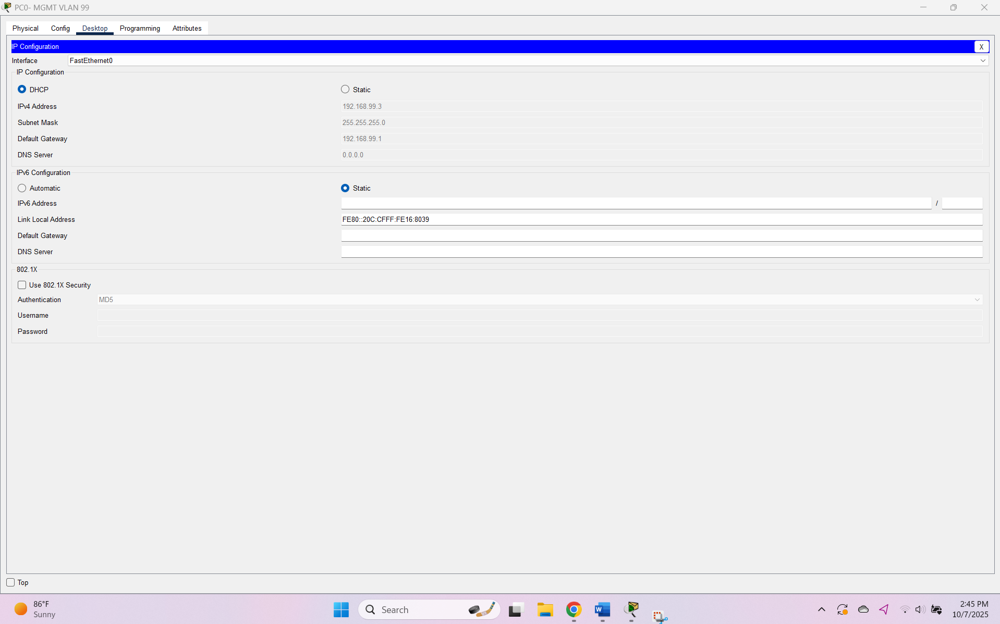 PC0- MGMT VLAN 99
Physical Config Desktop Programming Attributes
IP Configuration X
Interface FastEthernet0
IP Configuration
DHCP Static
IPv4 Address 192.168.99.3
Subnet Mask 255.255.255.0
Default Gateway 192.168.99.1
DNS Server 0.0.0.0
IPv6 Configuration
Automatic Static
IPv6 Address /
Link Local Address FE80::20C:CFFF:FE16:8039
Default Gateway
DNS Server
802.1X
Use 802.1X Security
Authentication MD5
Username
Password
Top
86°F
Sunny
Search
W
2:45 PM
10/7/2025